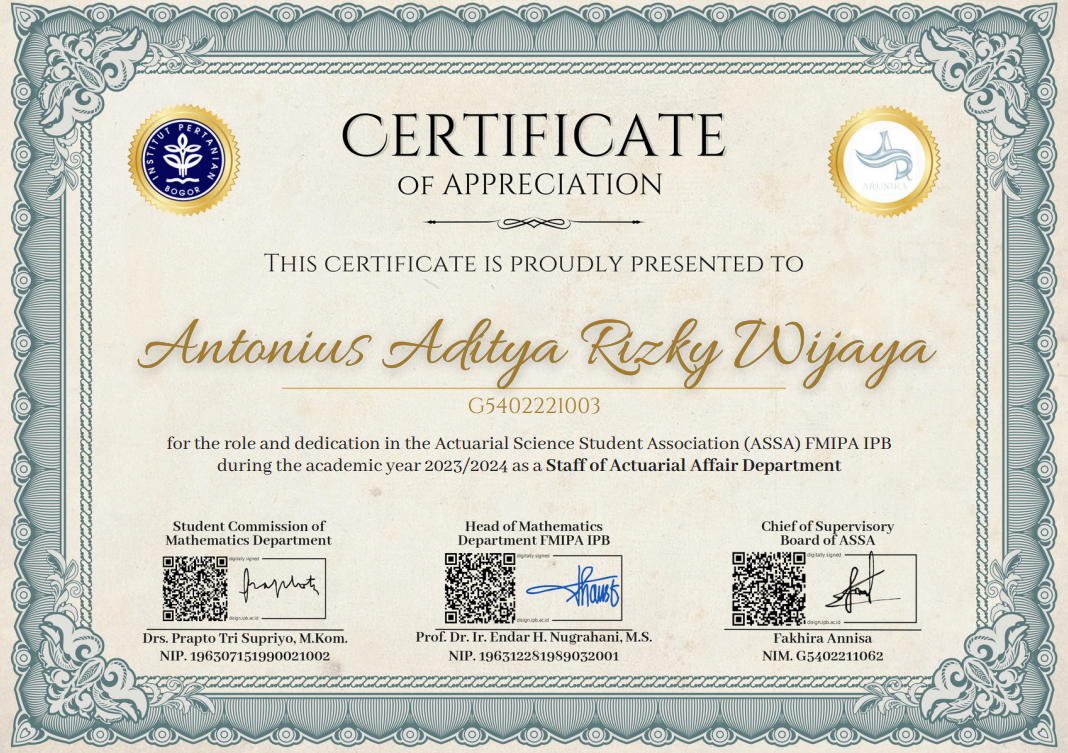 CERTIFICATE
OF APPRECIATION
INSTITUT PERTANIAN
BOGOR
ARUNIKA
THIS CERTIFICATE IS PROUDLY PRESENTED TO
Antonius Aditya Rizky Wijaya
G5402221003
for the role and dedication in the Actuarial Science Student Association (ASSA) FMIPA IPB
during the academic year 2023/2024 as a Staff of Actuarial Affair Department
Student Commission of
Mathematics Department
digitally signed
disign.ipb.ac.id
Drs. Prapto Tri Supriyo, M.Kom.
NIP. 196307151990021002
Head of Mathematics
Department FMIPA IPB
digitally signed
disign.ipb.ac.id
Prof. Dr. Ir. Endar H. Nugrahani, M.S.
NIP. 196312281989032001
Chief of Supervisory
Board of ASSA
digitally signed
disign.ipb.ac.id
Fakhira Annisa
NIM. G5402211062